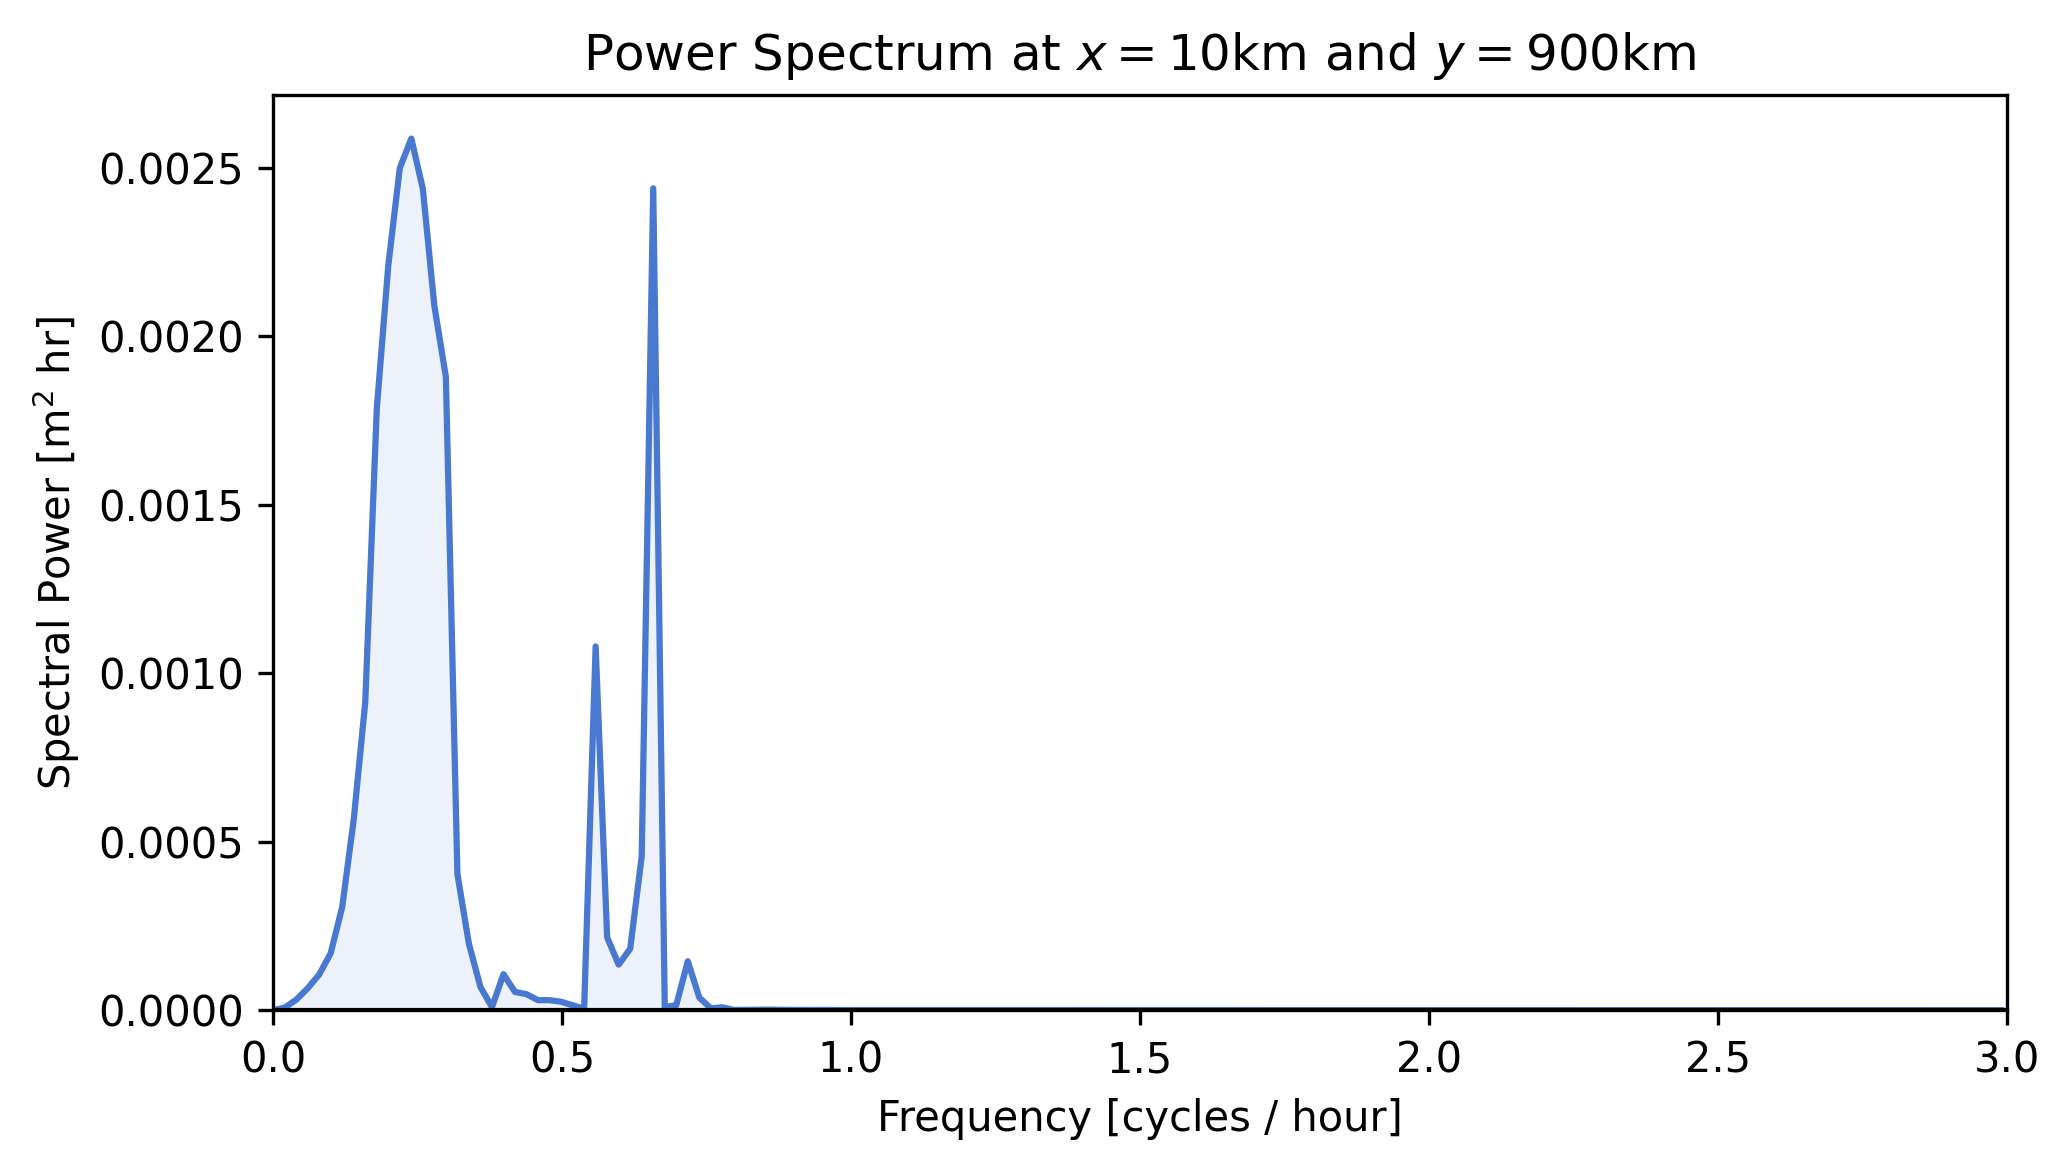 Power Spectrum at x = 10km and y = 900km
Spectral Power [m² hr]
0.0025
0.0020
0.0015
0.0010
0.0005
0.0000
0.0 0.5 1.0 1.5 2.0 2.5 3.0
Frequency [cycles / hour]